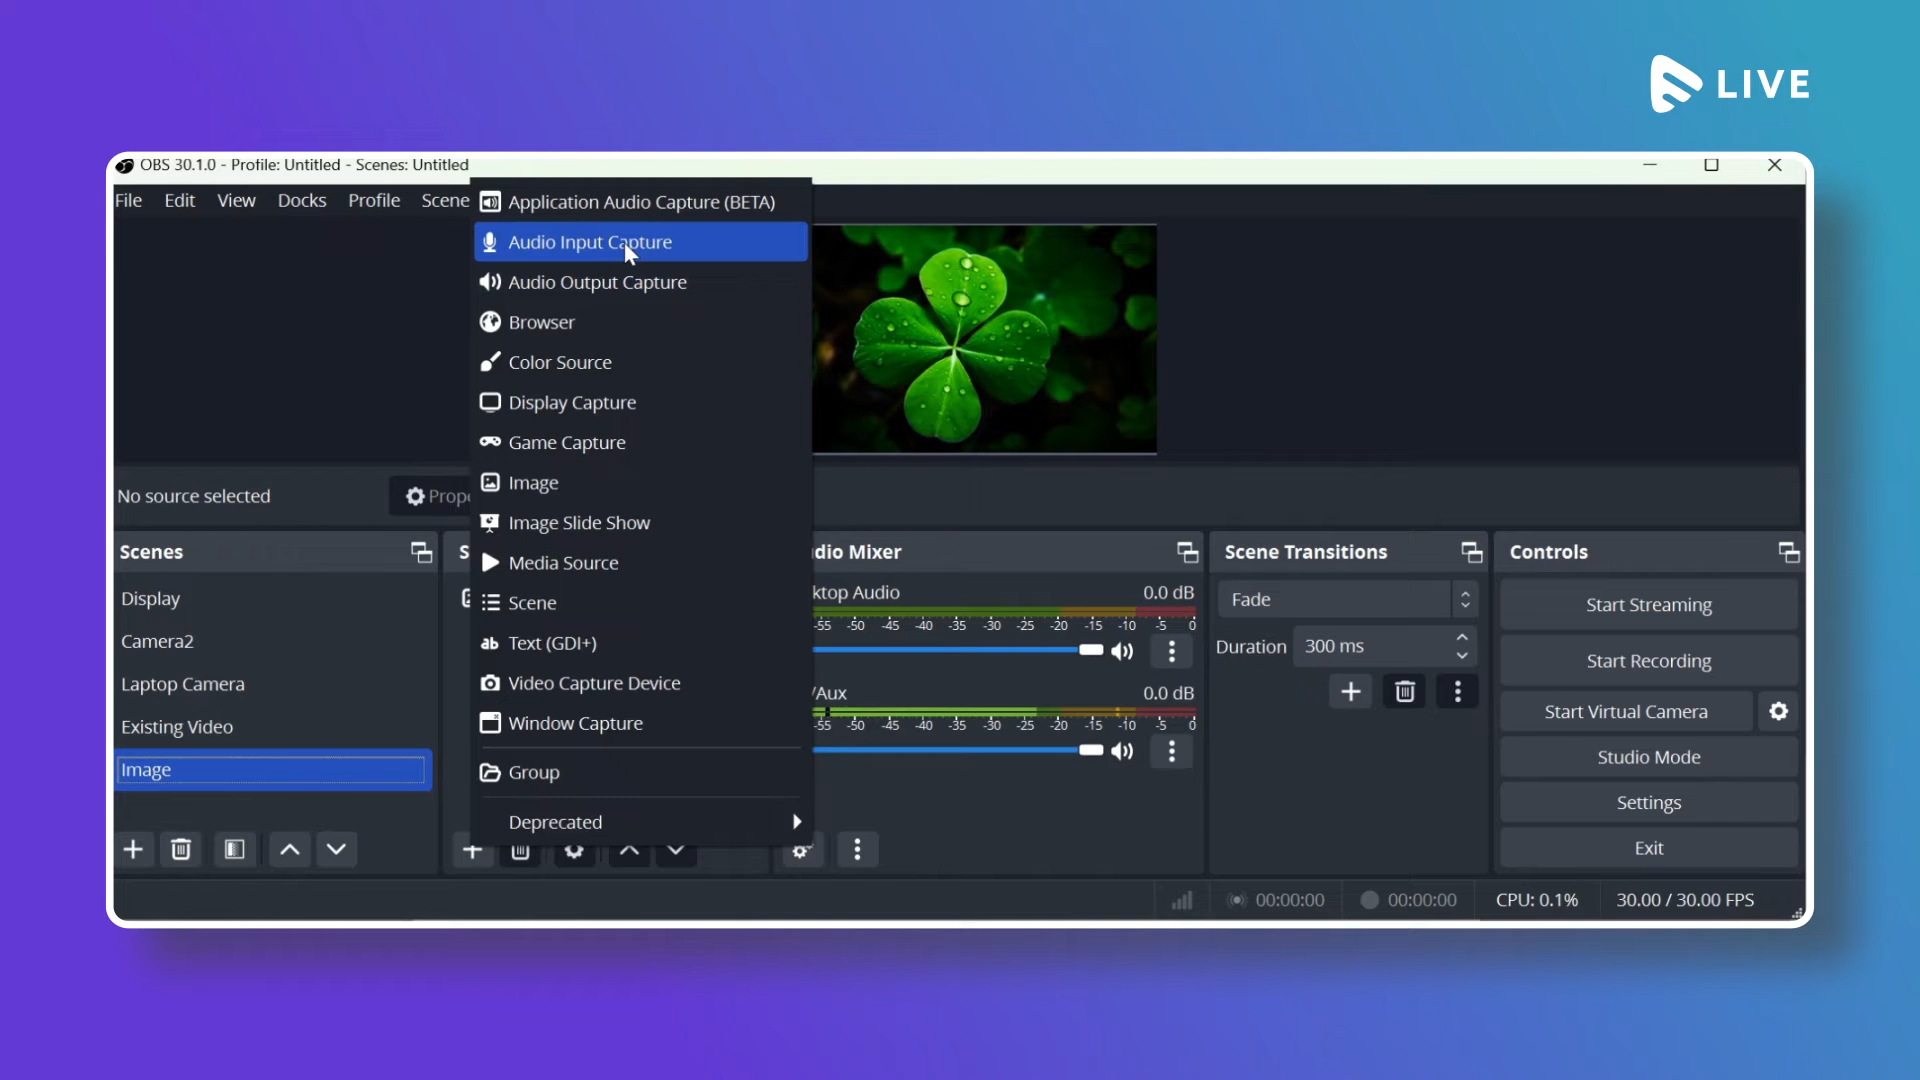 LIVE
OBS 30.1.0 - Profile: Untitled - Scenes: Untitled
File Edit View Docks Profile Scene
Application Audio Capture (BETA)
Audio Input Capture
Audio Output Capture
Browser
Color Source
Display Capture
Game Capture
Image
Image Slide Show
Media Source
Scene
Text (GDI+)
Video Capture Device
Window Capture
Group
Deprecated
No source selected
Prope
Scenes
Display
Camera2
Laptop Camera
Existing Video
Image
S
dio Mixer
ktop Audio 0.0 dB
-55 -50 -45 -40 -35 -30 -25 -20 -15 -10 -5 0
/Aux 0.0 dB
-55 -50 -45 -40 -35 -30 -25 -20 -15 -10 -5 0
Scene Transitions
Fade
Duration 300 ms
Controls
Start Streaming
Start Recording
Start Virtual Camera
Studio Mode
Settings
Exit
00:00:00 00:00:00 CPU: 0.1% 30.00 / 30.00 FPS